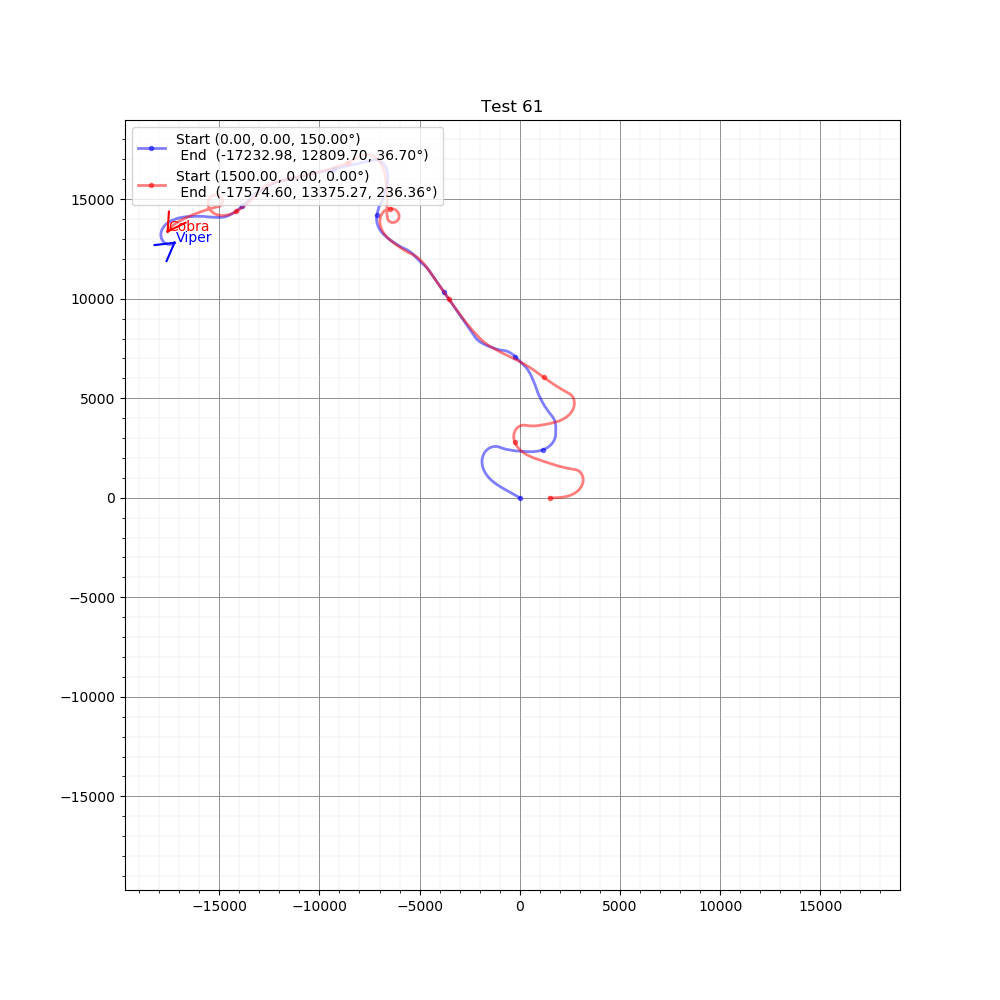 Test 61
Start (0.00, 0.00, 150.00°)
End (-17232.98, 12809.70, 36.70°)
Start (1500.00, 0.00, 0.00°)
End (-17574.60, 13375.27, 236.36°)
Cobra
Viper
15000
10000
5000
0
−5000
−10000
−15000
−15000 −10000 −5000 0 5000 10000 15000